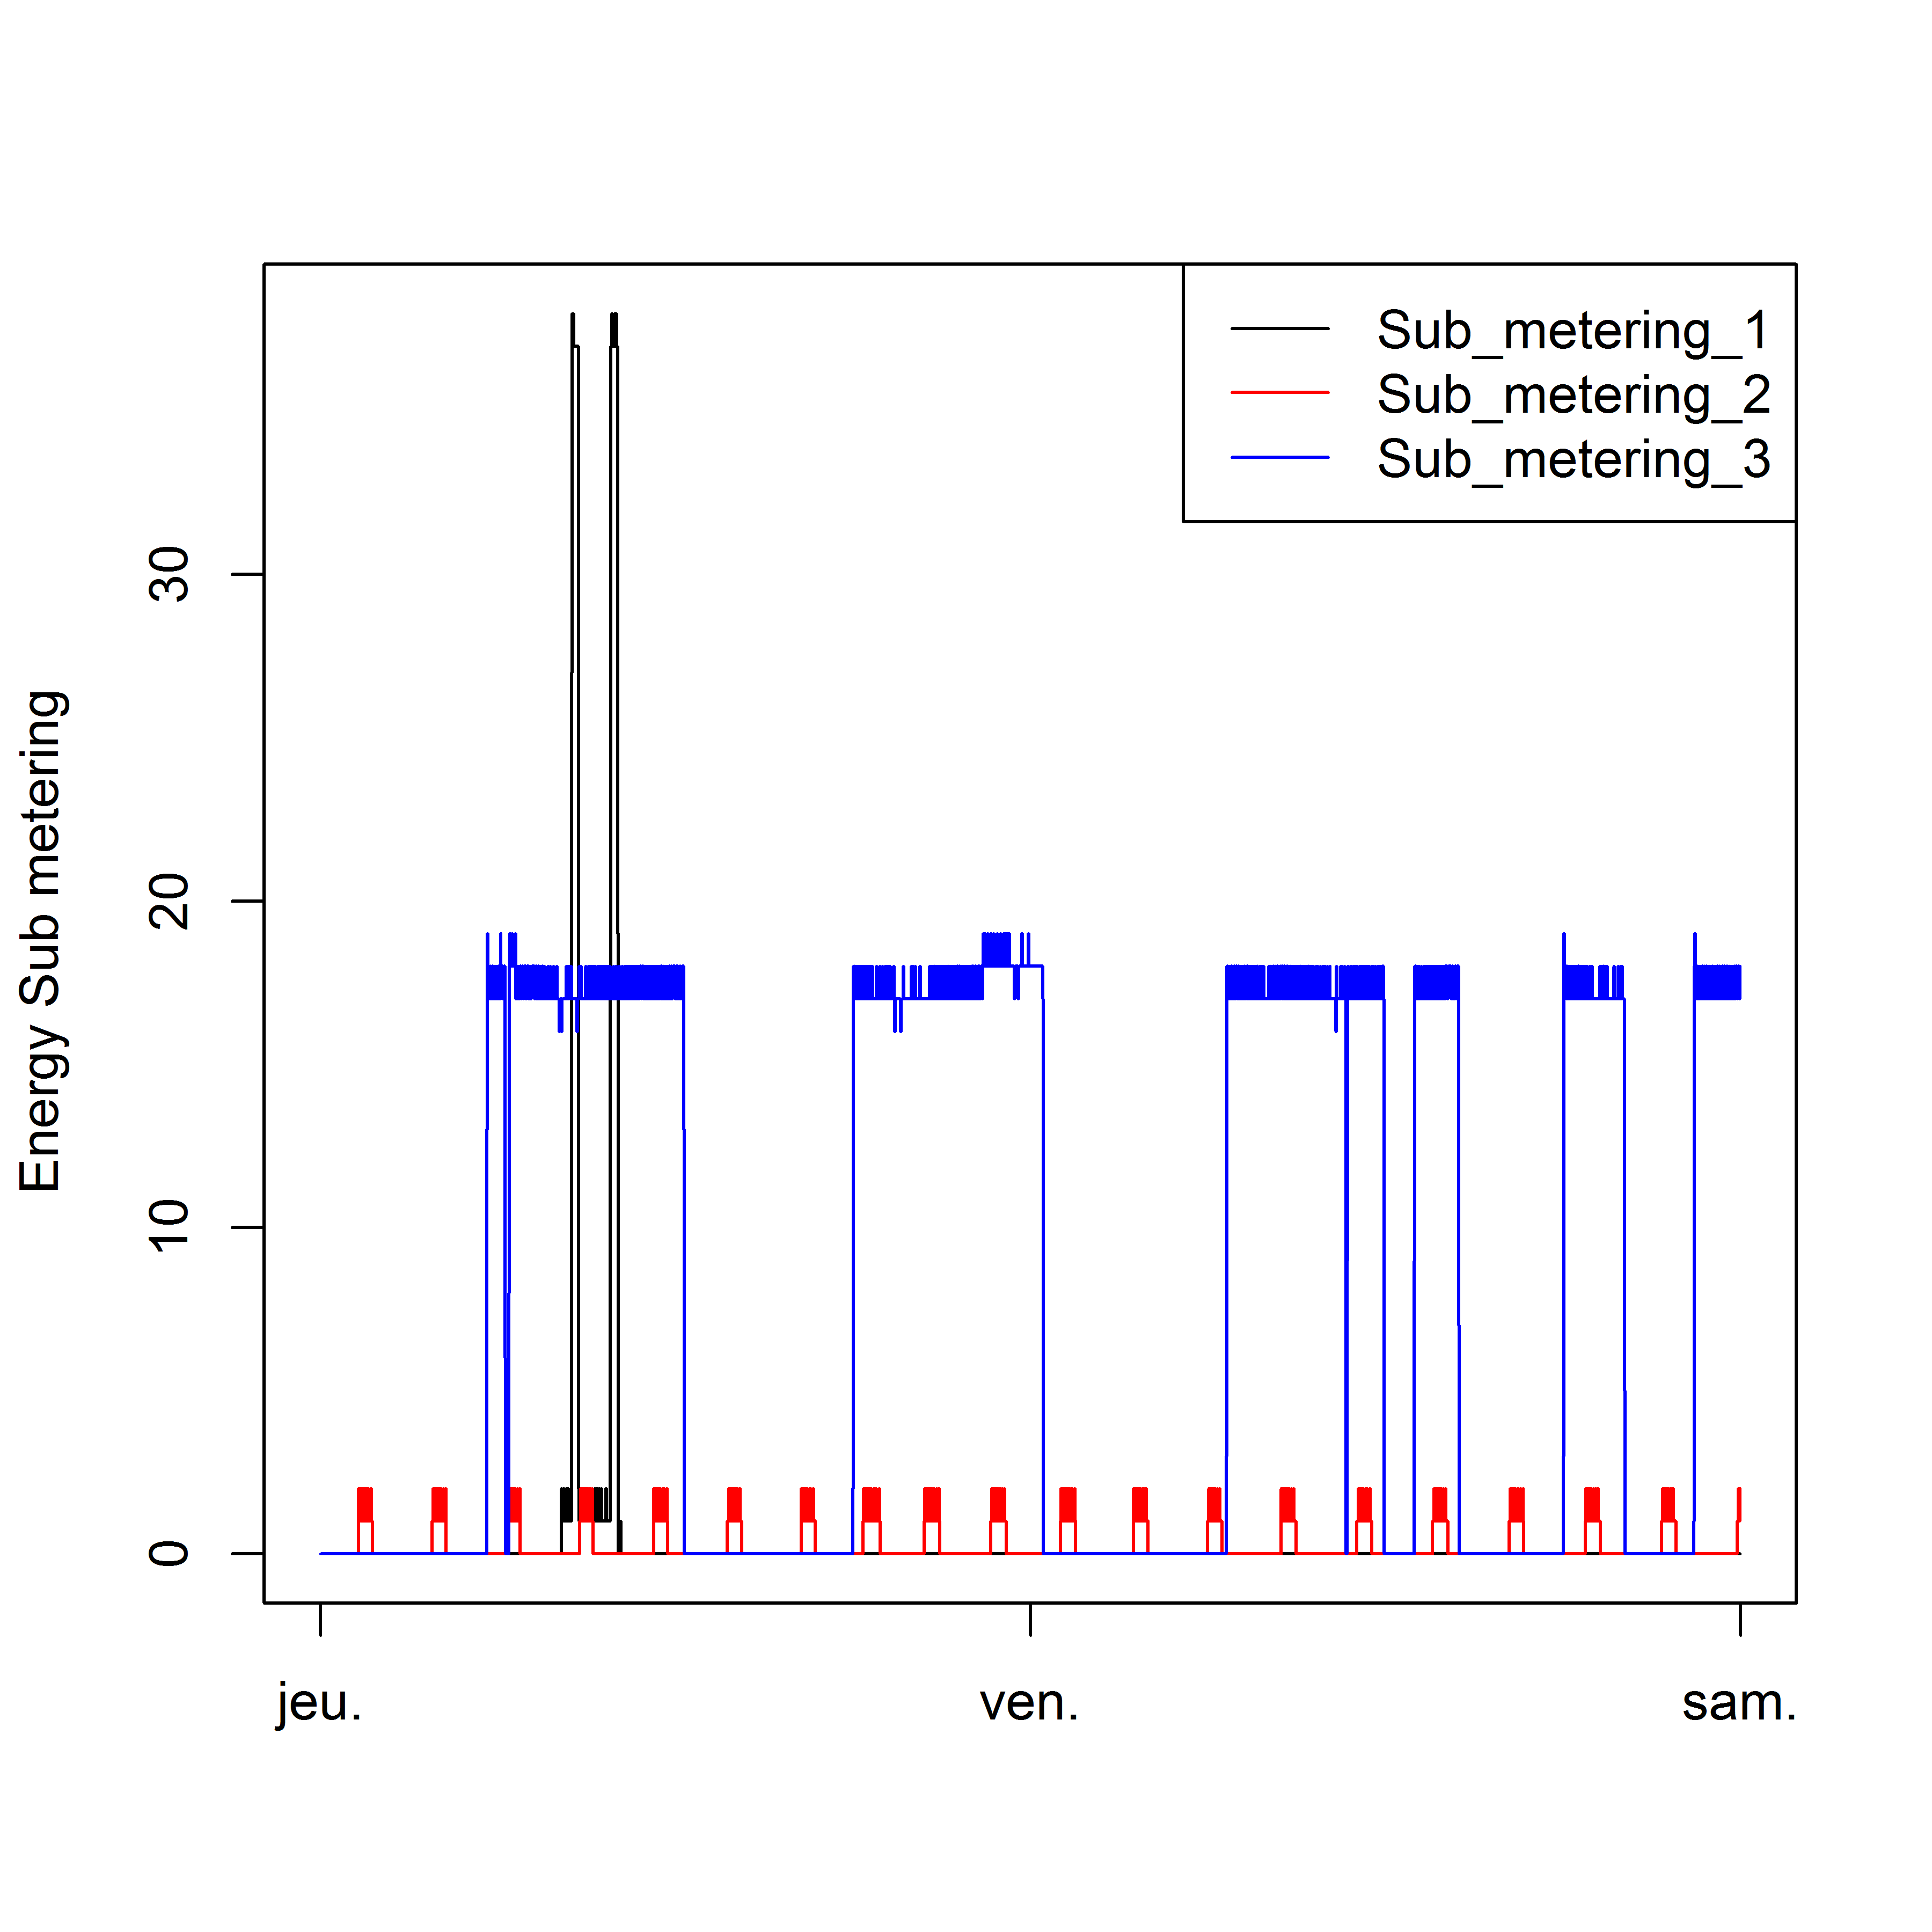 Sub_metering_1
Sub_metering_2
Sub_metering_3
Energy Sub metering
30
20
10
0
jeu.
ven.
sam.